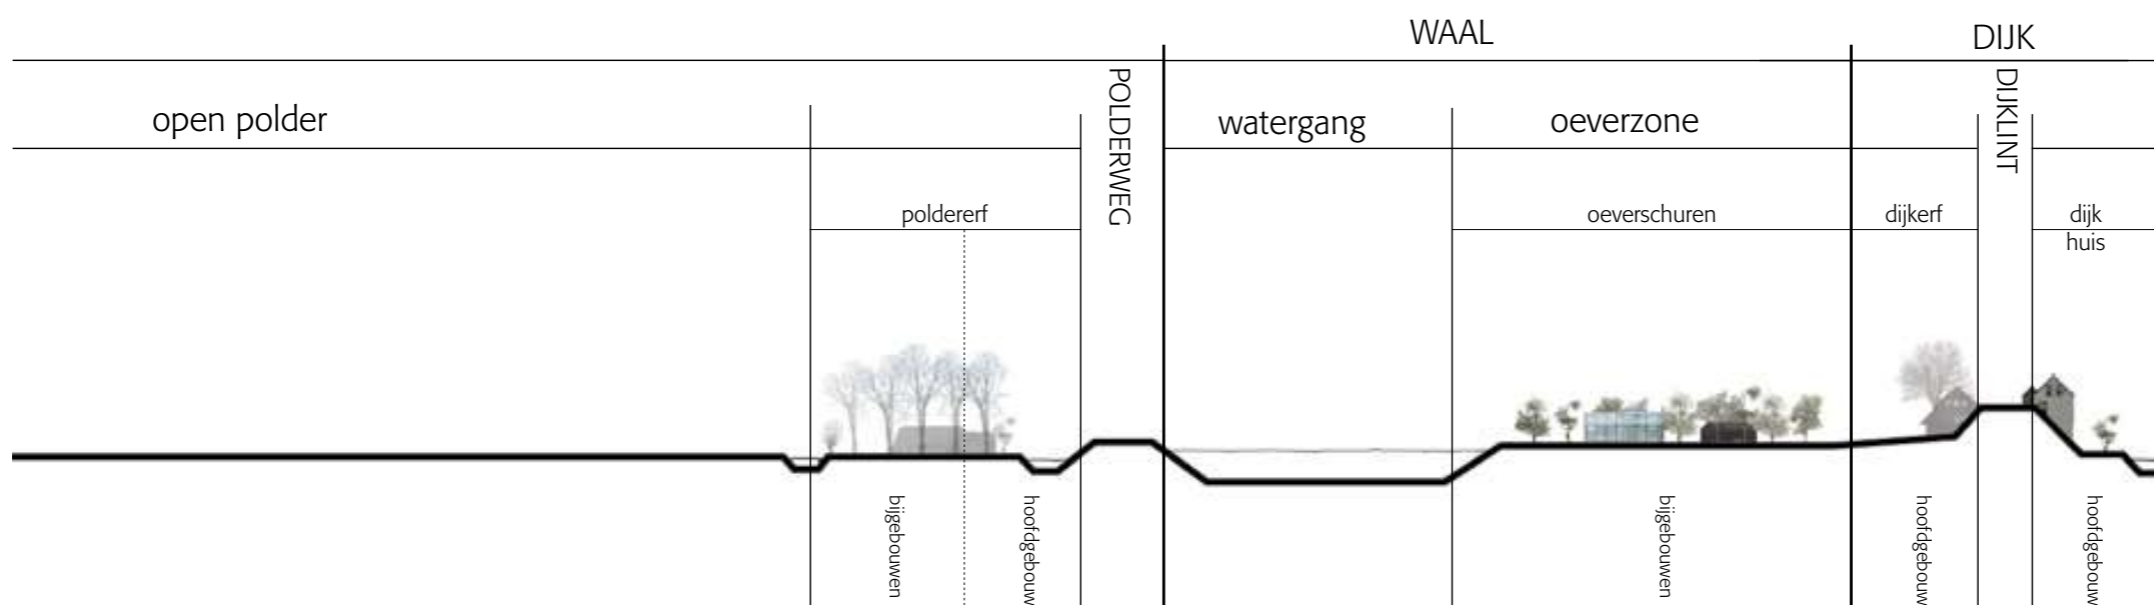 WAAL
DIJK
open polder
POLDERWEG
watergang
oeverzone
DIJKLINT
poldererf
oeverschuren
dijkerf
dijk
huis
bijgebouwen
hoofdgebouw
bijgebouwen
hoofdgebouw
hoofdgebouw